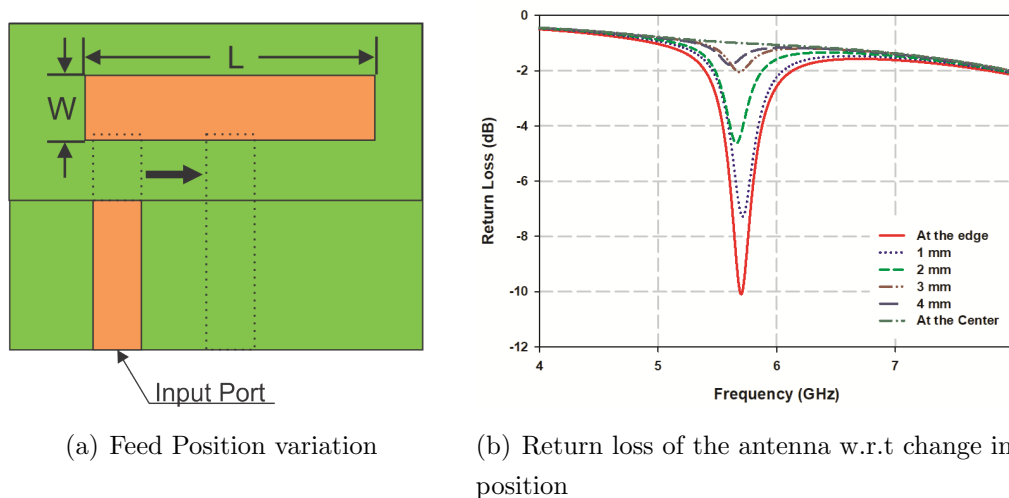 L
W
Input Port
(a) Feed Position variation
0
-2
-4
-6
-8
-10
-12
4
5
6
7
Return Loss (dB)
Frequency (GHz)
At the edge
1 mm
2 mm
3 mm
4 mm
At the Center
(b) Return loss of the antenna w.r.t change in
position